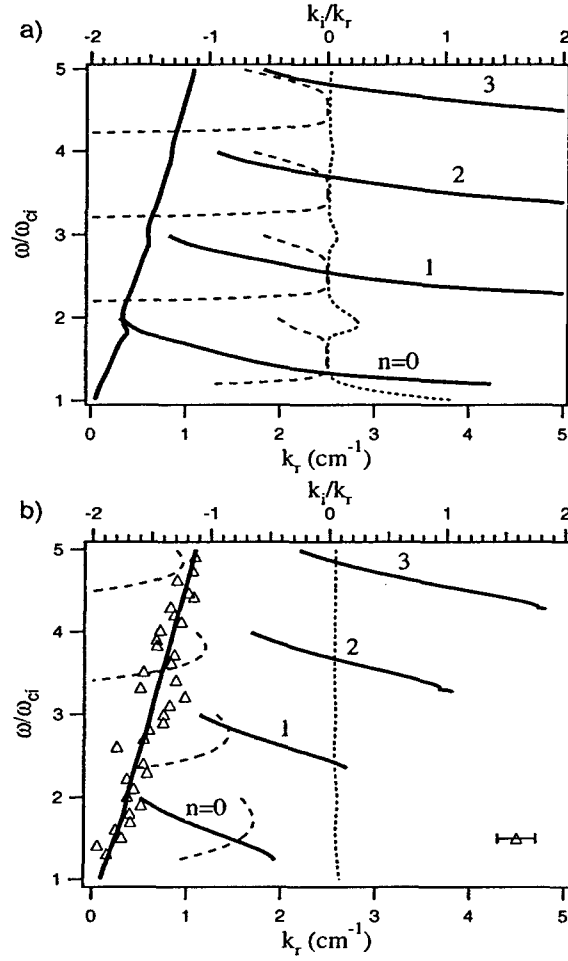 a)
k_i/k_r
-2 -1 0 1 2
5
4
3
2
1
ω/ω_ci
3
2
1
n=0
0 1 2 3 4 5
k_r (cm⁻¹)
b)
k_i/k_r
-2 -1 0 1 2
5
4
3
2
1
ω/ω_ci
3
2
1
n=0
0 1 2 3 4 5
k_r (cm⁻¹)